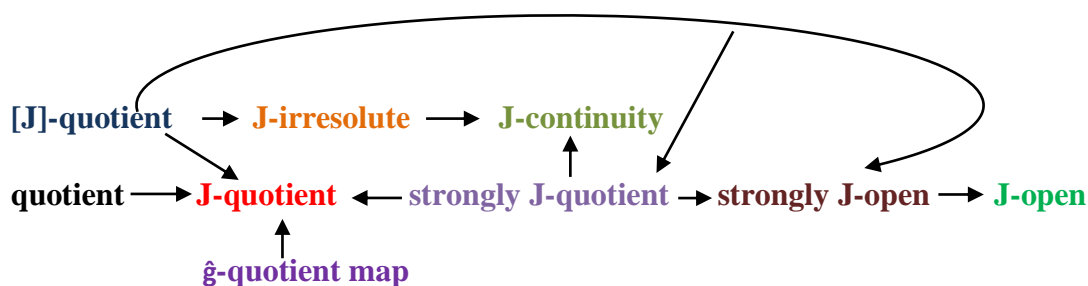 [J]-quotient J-irresolute J-continuity
quotient J-quotient strongly J-quotient strongly J-open J-open
ĝ-quotient map